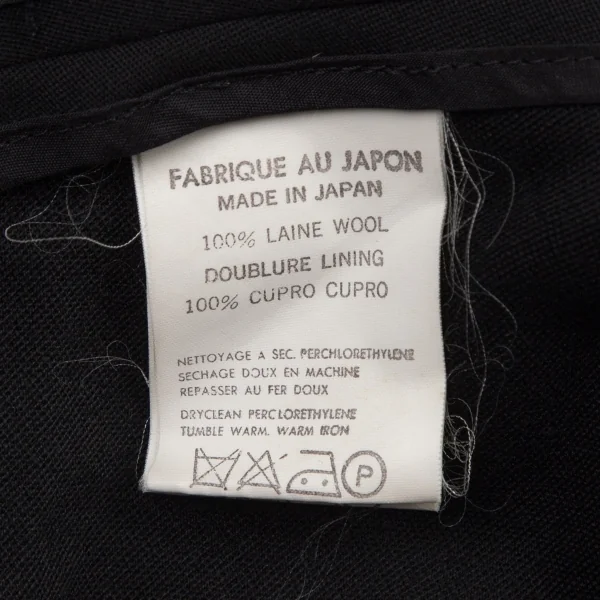 FABRIQUE AU JAPON
MADE IN JAPAN
100% LAINE WOOL
DOUBLURE LINING
100% CUPRO CUPRO
NETTOYAGE A SEC. PERCHLORETHYLENE
SECHAGE DOUX EN MACHINE
REPASSER AU FER DOUX
DRYCLEAN PERCLORETHYLENE
TUMBLE WARM. WARM IRON
P